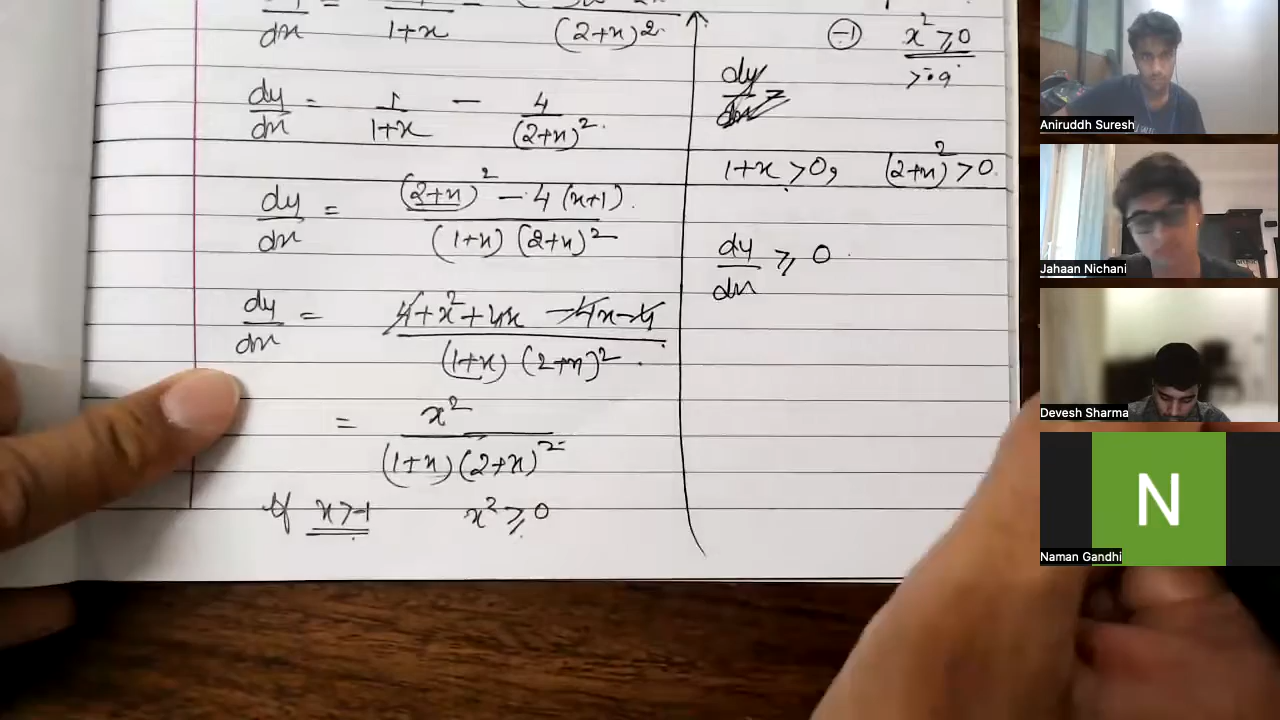 dy/dx = 1/(1+x) − 4/(2+x)²
dy/dx = ((2+x)² − 4(x+1))/((1+x)(2+x)²)
dy/dx = (4+x²+4x −4x−4)/((1+x)(2+x)²)
= x²/((1+x)(2+x)²)
If x>-1 x² ≥ 0
(-1) x² ≥ 0
1+x > 0, (2+x)² > 0
dy/dx ≥ 0
Aniruddh Suresh
Jahaan Nichani
Devesh Sharma
N
Naman Gandhi